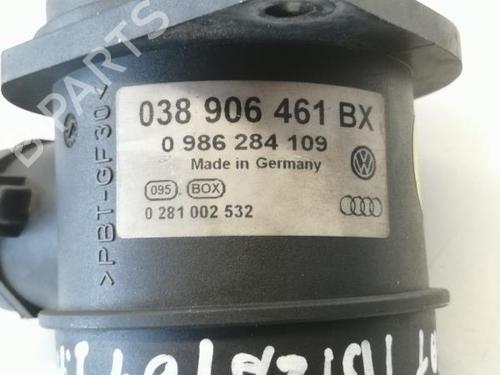 038 906 461 BX
0 986 284 109
Made in Germany
095 BOX
0 281 002 532
>PBT-GF30<
PARTS